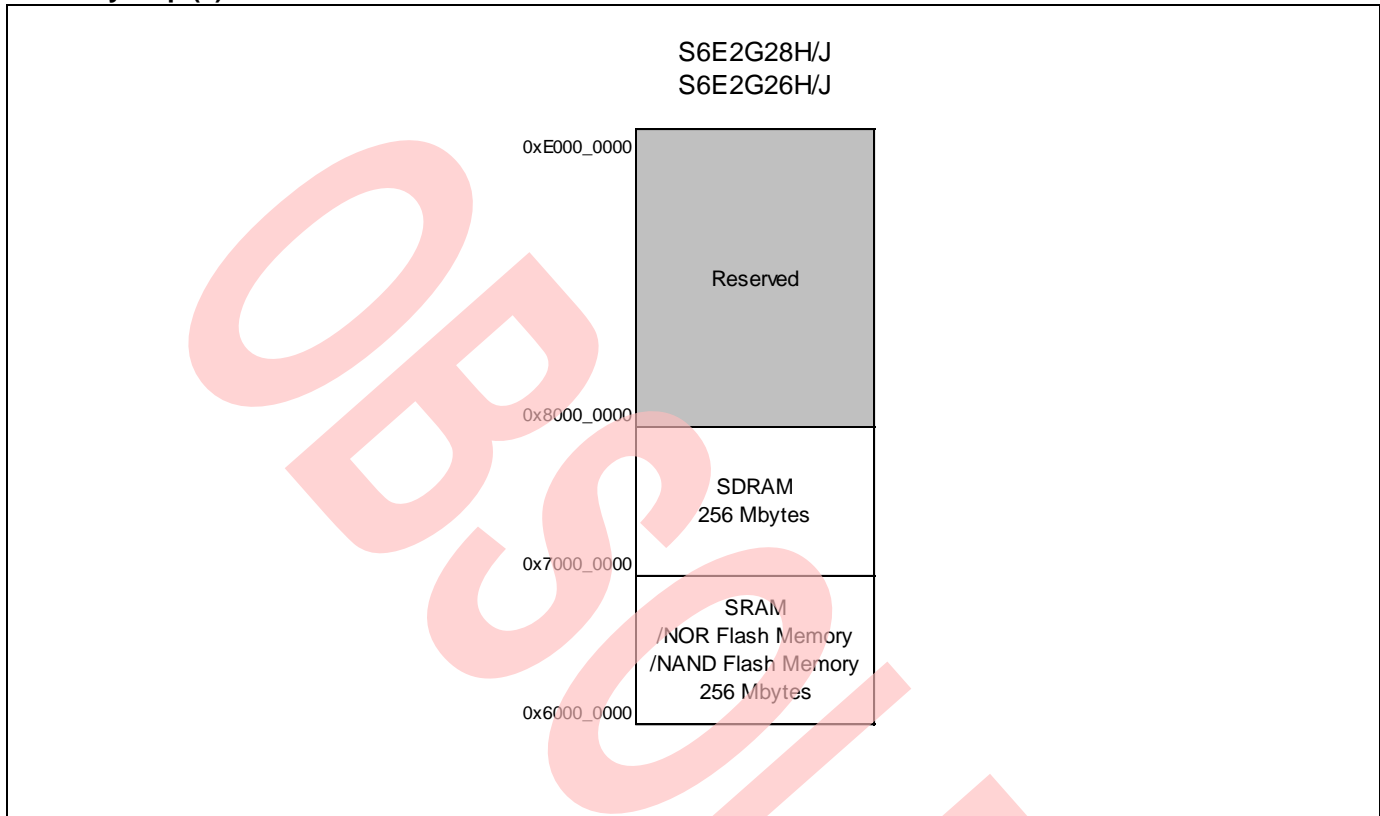 S6E2G28H/J
S6E2G26H/J
0xE000_0000
Reserved
0x8000_0000
SDRAM
256 Mbytes
0x7000_0000
SRAM
/NOR Flash Memory
/NAND Flash Memory
256 Mbytes
0x6000_0000